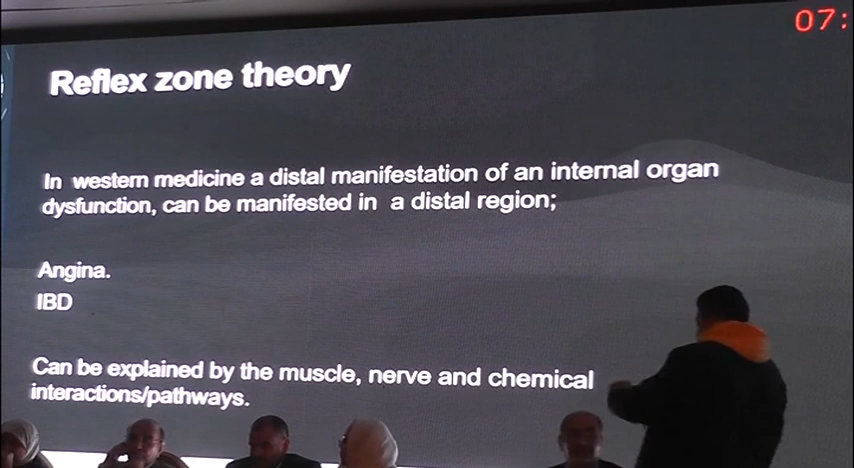 07:
Reflex zone theory
In western medicine a distal manifestation of an internal organ
dysfunction, can be manifested in a distal region;
Angina.
IBD
Can be explained by the muscle, nerve and chemical
interactions/pathways.